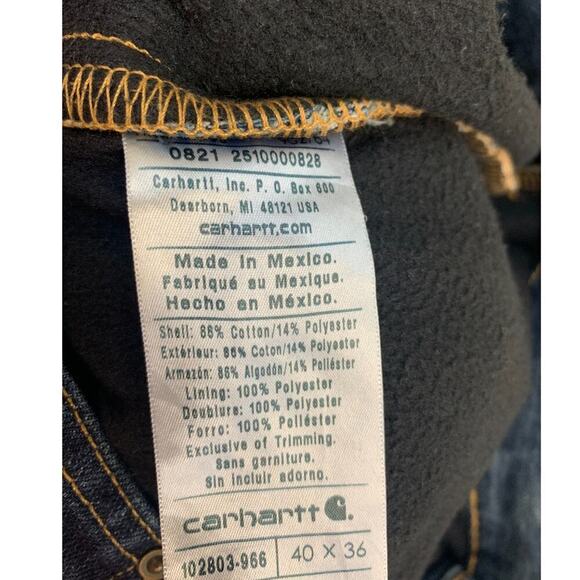 0821 2510000828
Carhartt, Inc. P. O. Box 600
Dearborn, MI 48121 USA
carhartt.com
Made in Mexico.
Fabriqué au Mexique.
Hecho en México.
Shell: 86% Cotton/14% Polyester
Extérieur: 86% Coton/14% Polyester
Armazón: 86% Algodón/14% Poliéster
Lining: 100% Polyester
Doublure: 100% Polyester
Forro: 100% Poliéster
Exclusive of Trimming.
Sans garniture.
Sin incluir adorno.
carhartt
102803-966 40 X 36